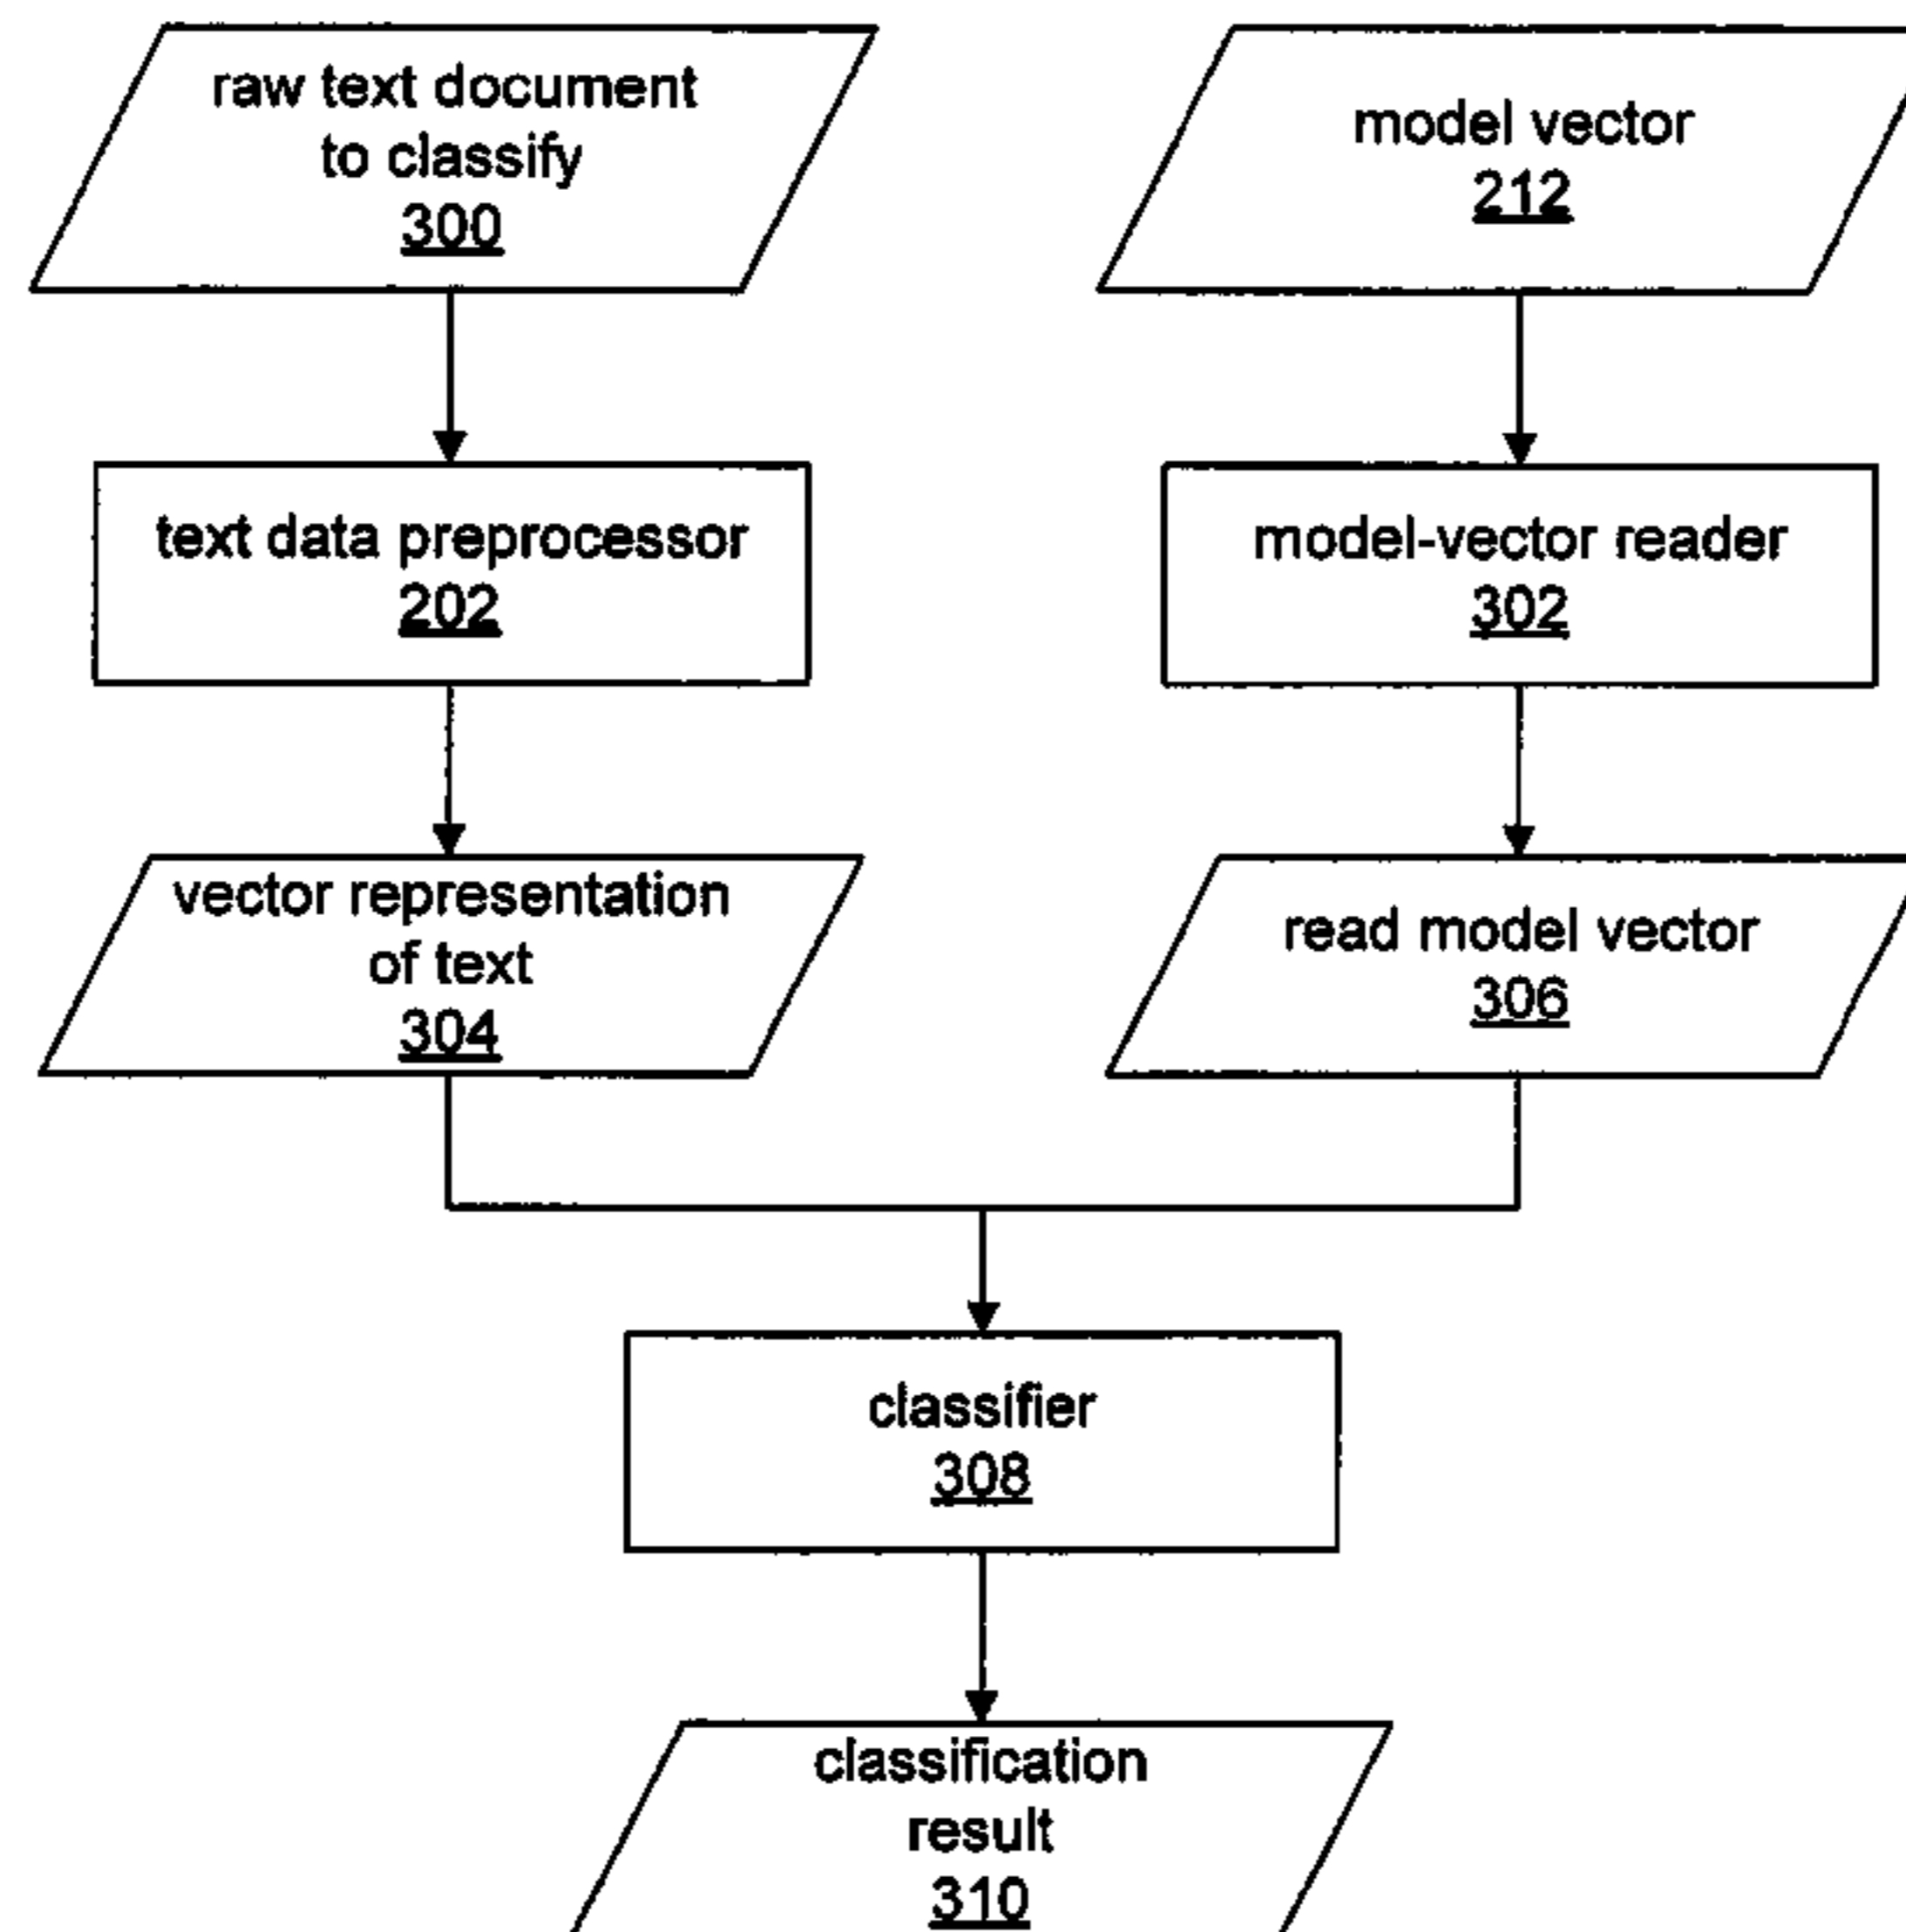 raw text document
to classify
300
model vector
212
text data preprocessor
202
model-vector reader
302
vector representation
of text
304
read model vector
306
classifier
308
classification
result
310